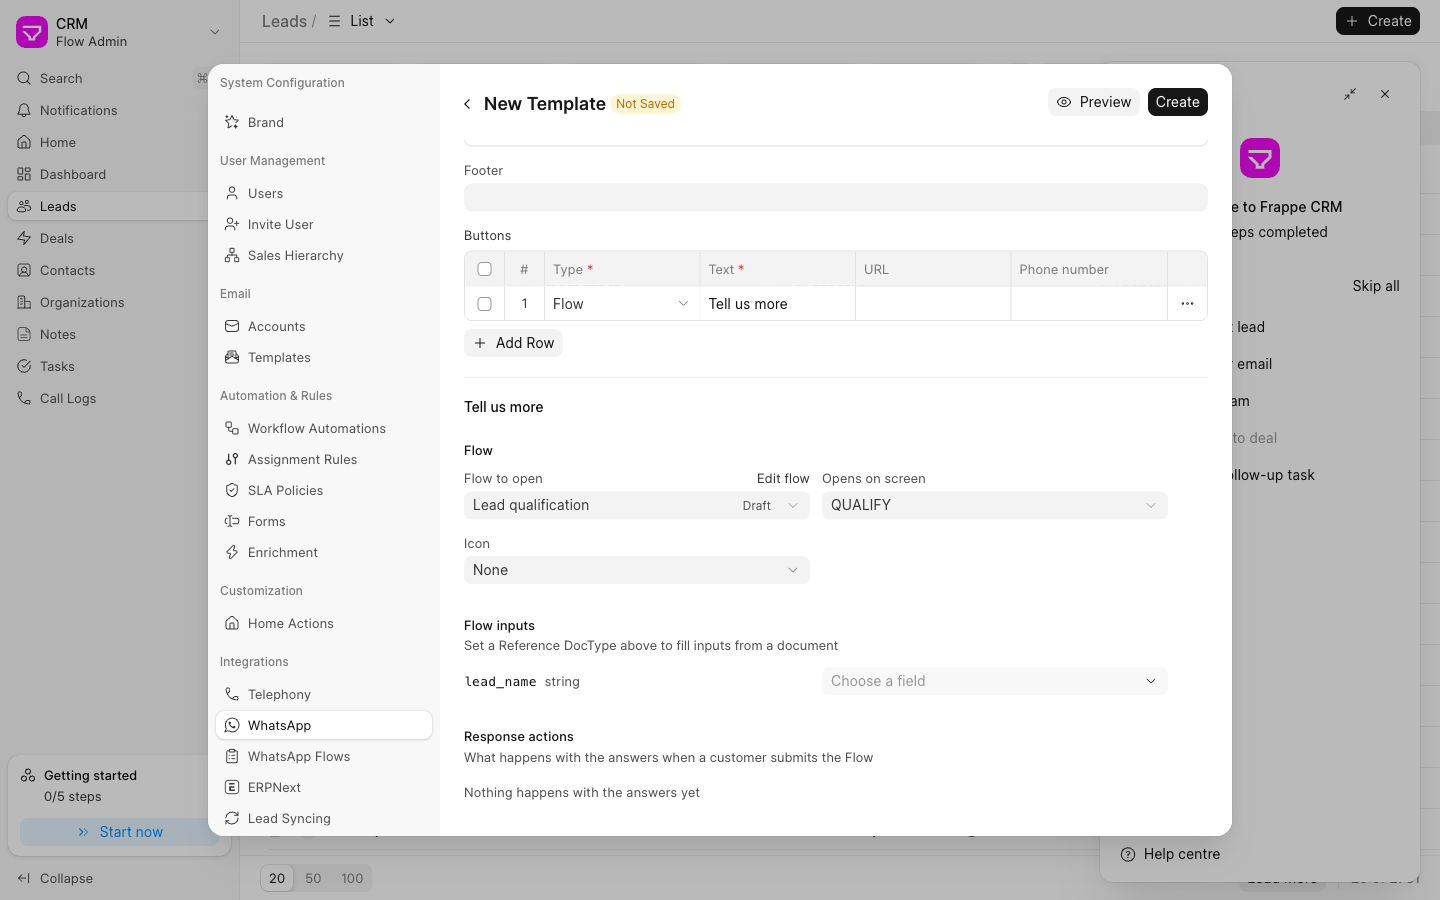 CRM
Flow Admin
Search
Notifications
Home
Dashboard
Leads
Deals
Contacts
Organizations
Notes
Tasks
Call Logs
Getting started
0/5 steps
Start now
Collapse
Leads / List
Create
System Configuration
Brand
User Management
Users
Invite User
Sales Hierarchy
Email
Accounts
Templates
Automation & Rules
Workflow Automations
Assignment Rules
SLA Policies
Forms
Enrichment
Customization
Home Actions
Integrations
Telephony
WhatsApp
WhatsApp Flows
ERPNext
Lead Syncing
New Template Not Saved
Preview Create
Footer
Buttons
# Type * Text * URL Phone number
1 Flow Tell us more
Add Row
Tell us more
Flow
Flow to open Edit flow Opens on screen
Lead qualification Draft QUALIFY
Icon
None
Flow inputs
Set a Reference DocType above to fill inputs from a document
lead_name string Choose a field
Response actions
What happens with the answers when a customer submits the Flow
Nothing happens with the answers yet
e to Frappe CRM
eps completed
Skip all
lead
email
am
to deal
ollow-up task
Help centre
20 50 100